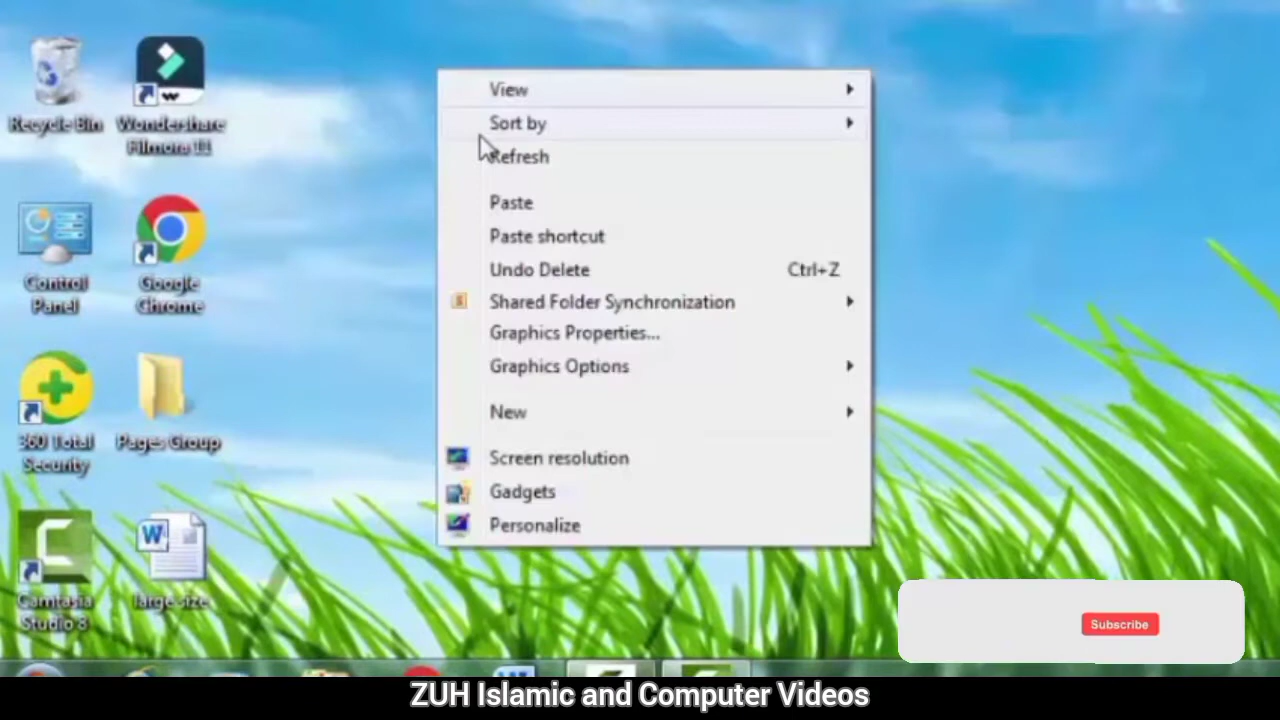 Recycle Bin
Wondershare
Filmora 11
Control
Panel
Google
Chrome
360 Total
Security
Pages Group
Camtasia
Studio 8
large size
View
Sort by
Refresh
Paste
Paste shortcut
Undo Delete Ctrl+Z
Shared Folder Synchronization
Graphics Properties...
Graphics Options
New
Screen resolution
Gadgets
Personalize
Subscribe
ZUH Islamic and Computer Videos